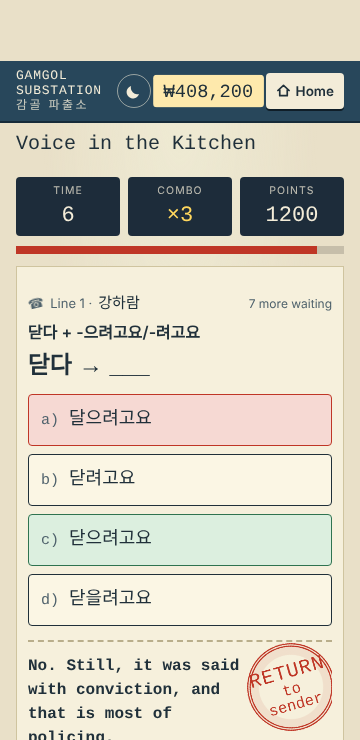 GAMGOL
SUBSTATION
감골 파출소
₩408,200
Home
Voice in the Kitchen
TIME
6
COMBO
×3
POINTS
1200
☎ Line 1 · 강하람
7 more waiting
닫다 + -으려고요/-려고요
닫다 → ___
a) 달으려고요
b) 닫려고요
c) 닫으려고요
d) 닫을려고요
No. Still, it was said
with conviction, and
that is most of
policing.
RETURN
to
sender